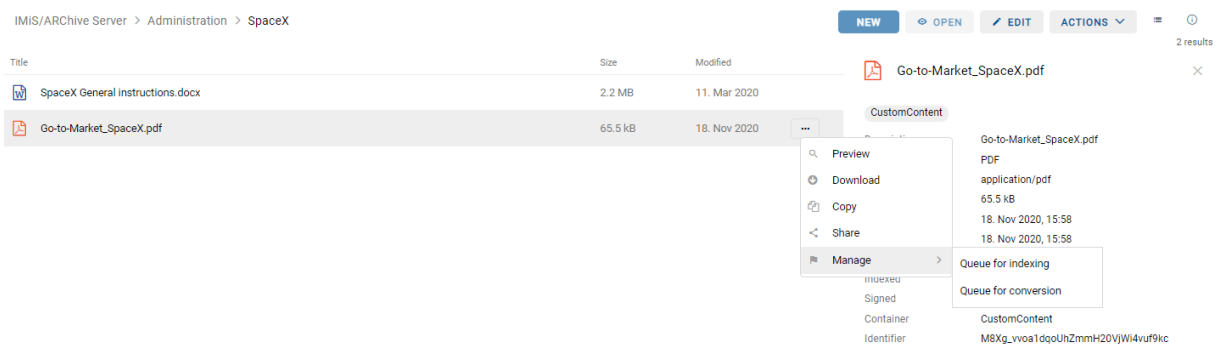 IMiS/ARChive Server > Administration > SpaceX
NEW
OPEN
EDIT
ACTIONS
2 results
Title Size Modified
SpaceX General instructions.docx 2.2 MB 11. Mar 2020
Go-to-Market_SpaceX.pdf 65.5 kB 18. Nov 2020 ...
Preview
Download
Copy
Share
Manage >
Queue for indexing
Queue for conversion
Go-to-Market_SpaceX.pdf
CustomContent
Go-to-Market_SpaceX.pdf
PDF
application/pdf
65.5 kB
18. Nov 2020, 15:58
18. Nov 2020, 15:58
Indexed
Signed
Container CustomContent
Identifier M8Xg_vvoa1dqoUhZmmH20VjWi4vuf9kc